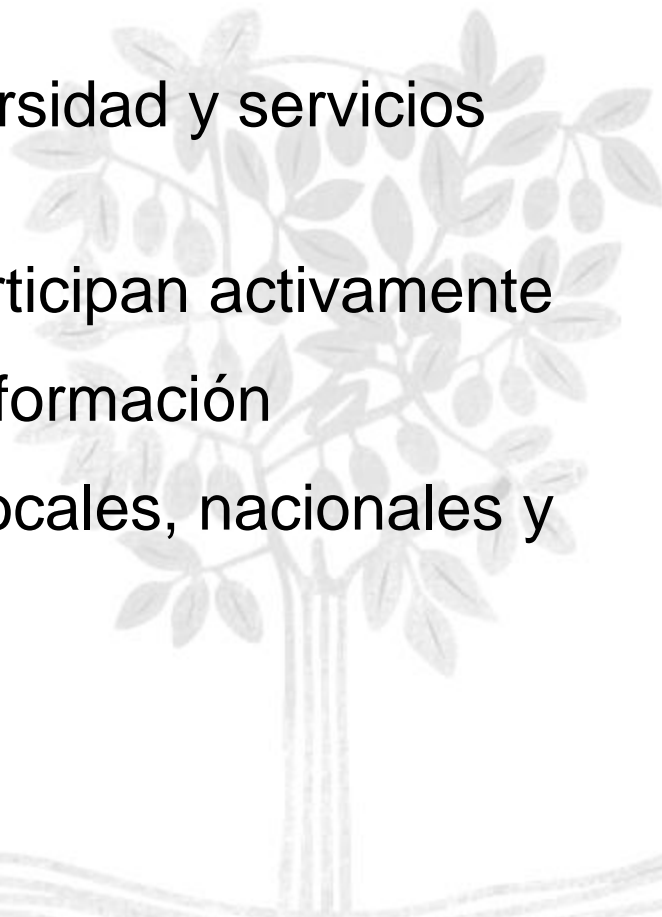 rsidad y servicios
rticipan activamente
formación
ocales, nacionales y